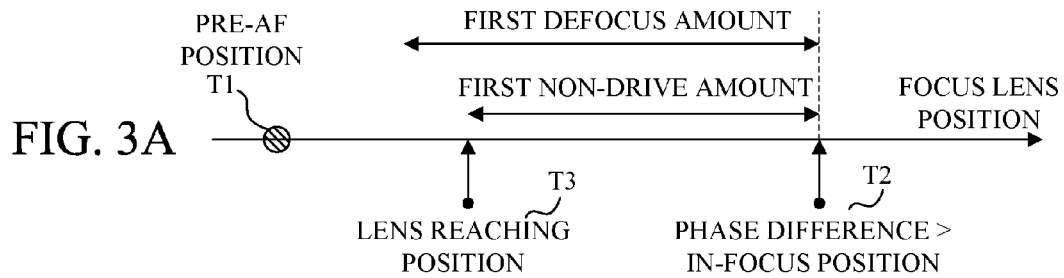 FIRST DEFOCUS AMOUNT
PRE-AF
POSITION
T1
FIRST NON-DRIVE AMOUNT
FOCUS LENS
POSITION
FIG. 3A
T3
T2
LENS REACHING
POSITION
PHASE DIFFERENCE >
IN-FOCUS POSITION